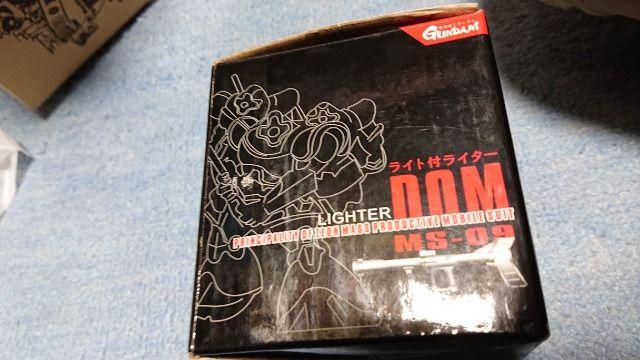 GUNDAM
ライト付ライター
LIGHTER DOM
PRINCIPALITY OF ZEON MASS PRODUCTIVE MOBILE SUIT
MS-09